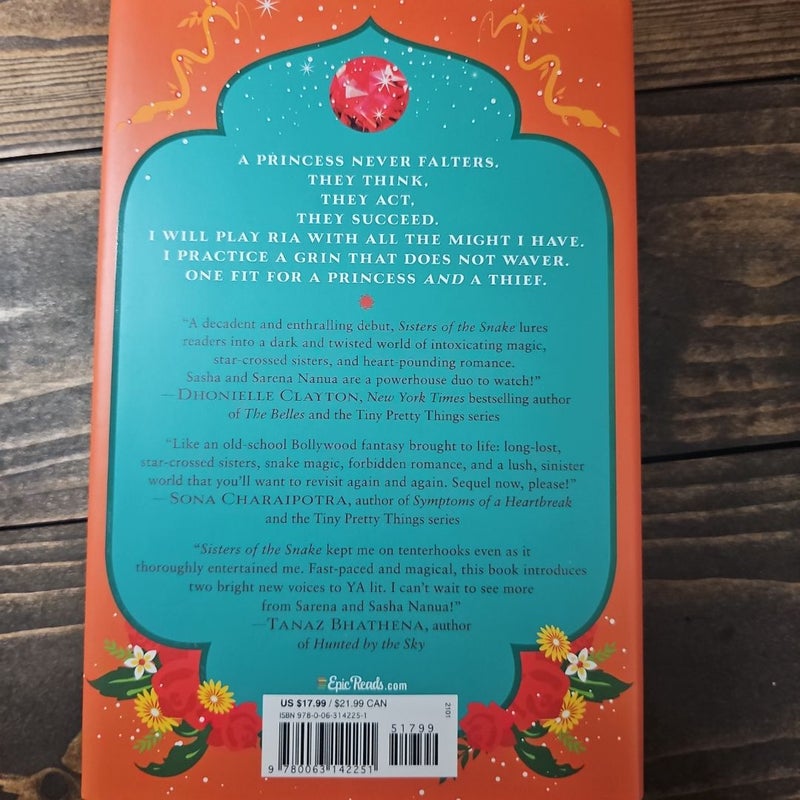 A PRINCESS NEVER FALTERS.
THEY THINK,
THEY ACT,
THEY SUCCEED.
I WILL PLAY RIA WITH ALL THE MIGHT I HAVE.
I PRACTICE A GRIN THAT DOES NOT WAVER.
ONE FIT FOR A PRINCESS AND A THIEF.
“A decadent and enthralling debut, Sisters of the Snake lures
readers into a dark and twisted world of intoxicating magic,
star-crossed sisters, and heart-pounding romance.
Sasha and Sarena Nanua are a powerhouse duo to watch!”
—DHONIELLE CLAYTON, New York Times bestselling author
of The Belles and the Tiny Pretty Things series
“Like an old-school Bollywood fantasy brought to life: long-lost,
star-crossed sisters, snake magic, forbidden romance, and a lush, sinister
world that you’ll want to revisit again and again. Sequel now, please!”
—SONA CHARAIPOTRA, author of Symptoms of a Heartbreak
and the Tiny Pretty Things series
“Sisters of the Snake kept me on tenterhooks even as it
thoroughly entertained me. Fast-paced and magical, this book introduces
two bright new voices to YA lit. I can’t wait to see more
from Sarena and Sasha Nanua!”
—TANAZ BHATHENA, author
of Hunted by the Sky
EpicReads.com
US $17.99 / $21.99 CAN
ISBN 978-0-06-314225-1
51799
2101
9 780063 142251